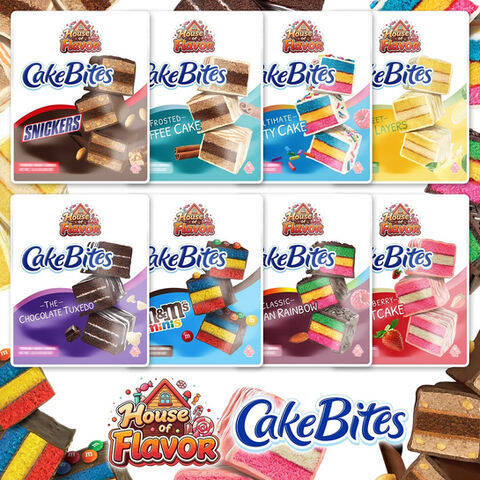 House of Flavor
CakeBites
SNICKERS
House of Flavor
CakeBites
FROSTED
FFEE CAKE
House of Flavor
CakeBites
LTIMATE
TY CAKE
House of Flavor
CakeBites
EET
LAYERS
House of Flavor
CakeBites
THE
CHOCOLATE TUXEDO
House of Flavor
CakeBites
m&m's
minis
House of Flavor
CakeBites
CLASSIC
AN RAINBOW
House of Flavor
CakeBites
BERRY
TCAKE
House of Flavor
CakeBites